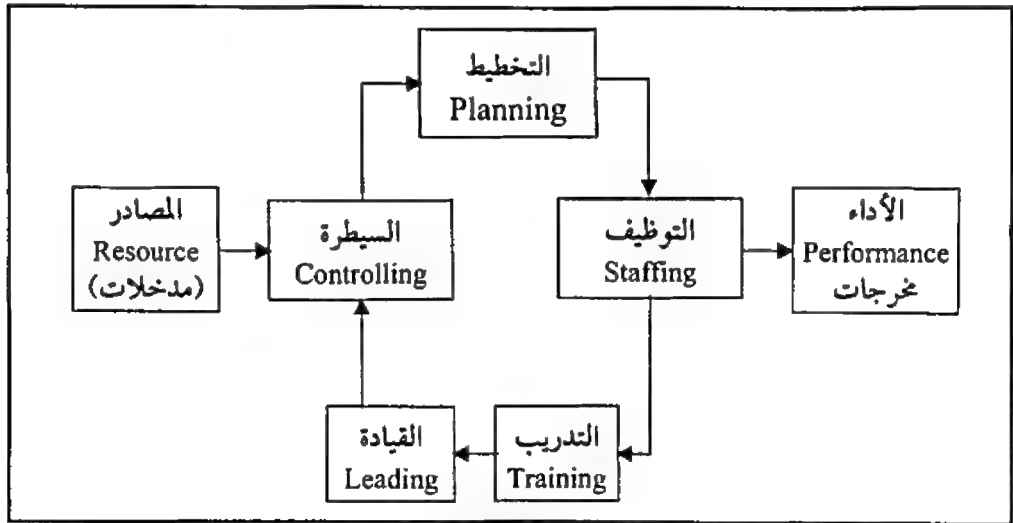 التخطيط
Planning
المصادر
Resource
(مدخلات)
السيطرة
Controlling
التوظيف
Staffing
الأداء
Performance
مخرجات
القيادة
Leading
التدريب
Training